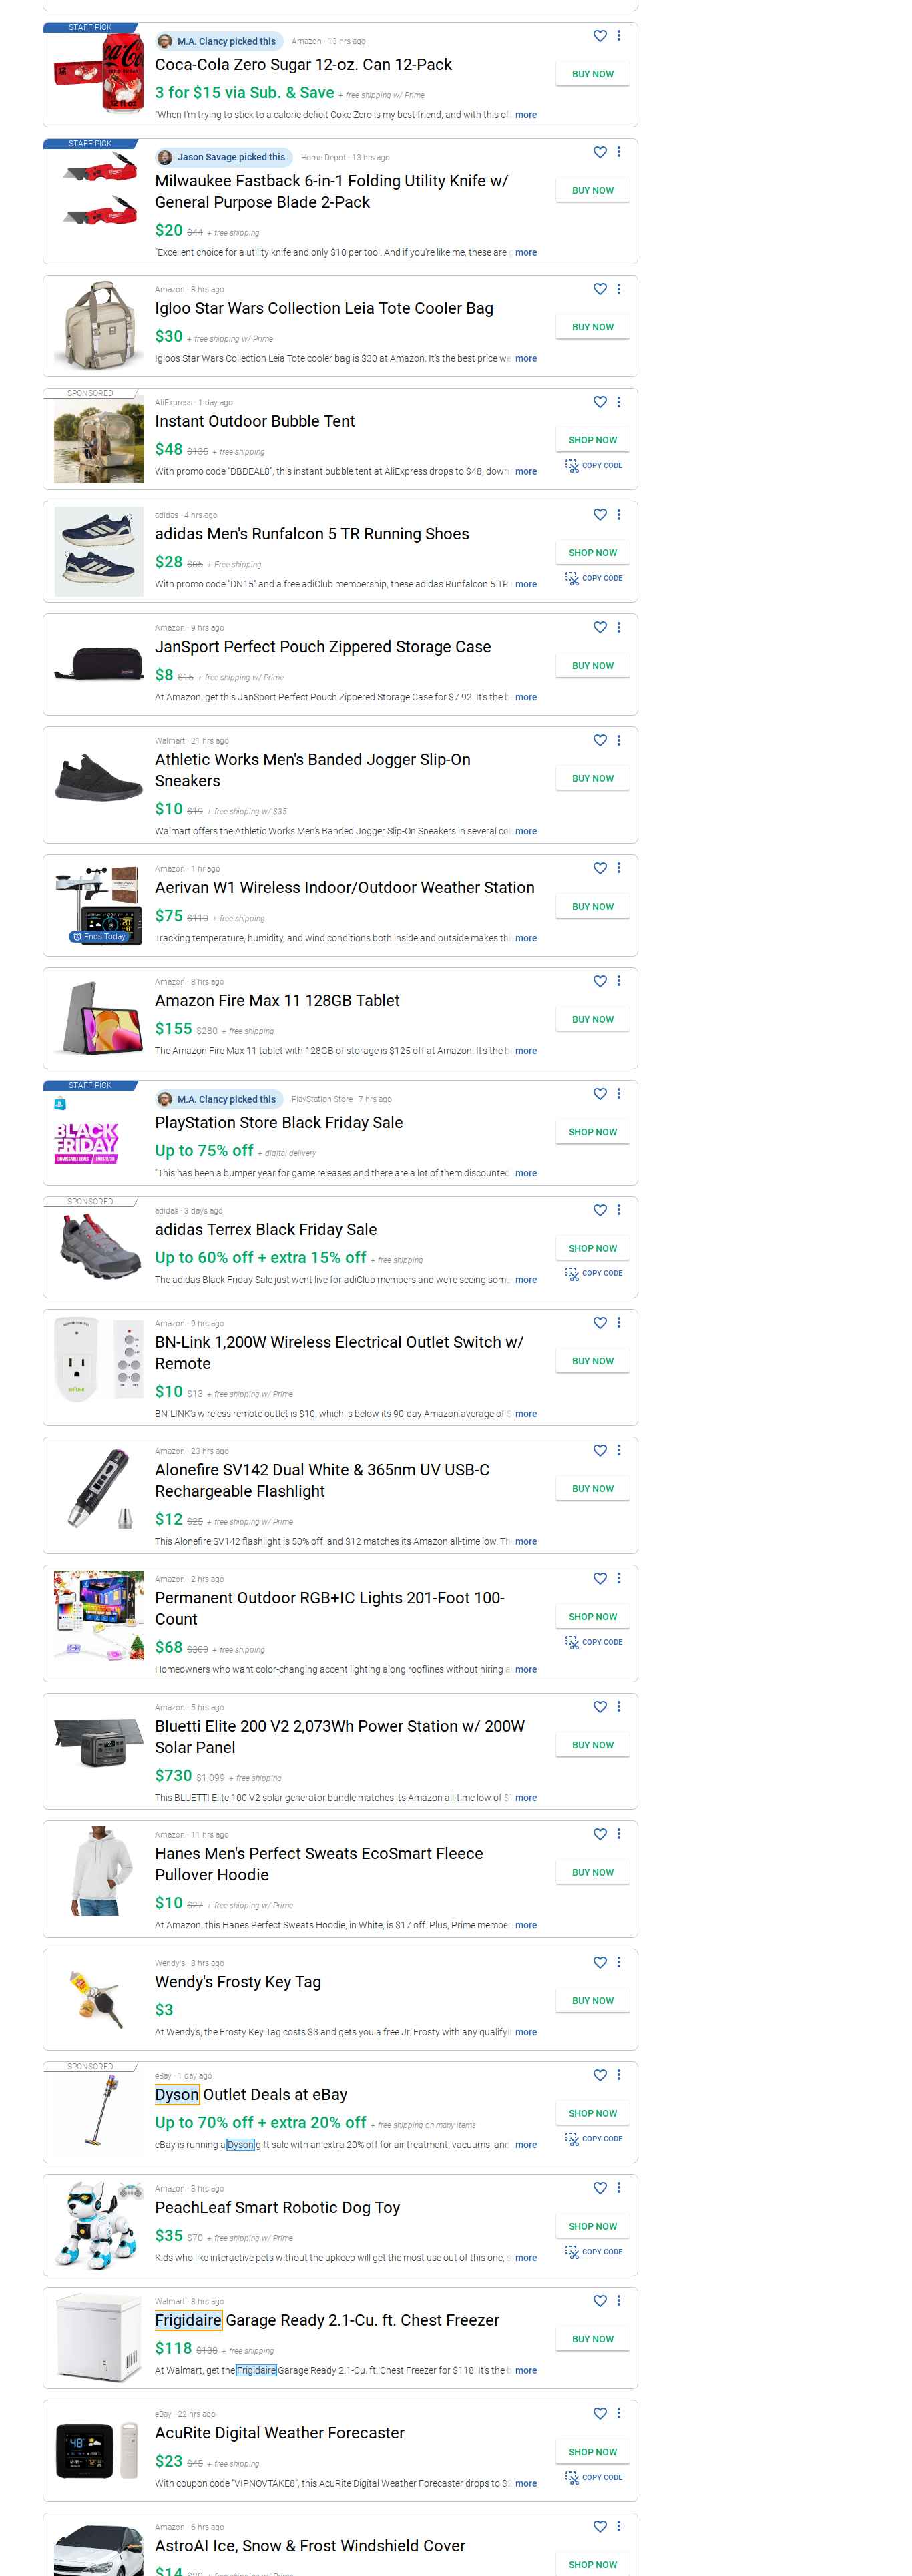 STAFF PICK
M.A. Clancy picked this
Amazon · 13 hrs ago
Coca-Cola Zero Sugar 12-oz. Can 12-Pack
3 for $15 via Sub. & Save + free shipping w/ Prime
"When I'm trying to stick to a calorie deficit Coke Zero is my best friend, and with this of
more
BUY NOW
STAFF PICK
Jason Savage picked this
Home Depot · 13 hrs ago
Milwaukee Fastback 6-in-1 Folding Utility Knife w/
General Purpose Blade 2-Pack
$20 $44 + free shipping
"Excellent choice for a utility knife and only $10 per tool. And if you're like me, these are
more
BUY NOW
Amazon · 8 hrs ago
Igloo Star Wars Collection Leia Tote Cooler Bag
$30 + free shipping w/ Prime
Igloo's Star Wars Collection Leia Tote cooler bag is $30 at Amazon. It's the best price we
more
BUY NOW
SPONSORED
AliExpress · 1 day ago
Instant Outdoor Bubble Tent
$48 $135 + free shipping
With promo code "DBDEAL8", this instant bubble tent at AliExpress drops to $48, down
more
SHOP NOW
COPY CODE
adidas · 4 hrs ago
adidas Men's Runfalcon 5 TR Running Shoes
$28 $65 + Free shipping
With promo code "DN15" and a free adiClub membership, these adidas Runfalcon 5 TR
more
SHOP NOW
COPY CODE
Amazon · 9 hrs ago
JanSport Perfect Pouch Zippered Storage Case
$8 $15 + free shipping w/ Prime
At Amazon, get this JanSport Perfect Pouch Zippered Storage Case for $7.92. It's the b
more
BUY NOW
Walmart · 21 hrs ago
Athletic Works Men's Banded Jogger Slip-On
Sneakers
$10 $19 + free shipping w/ $35
Walmart offers the Athletic Works Men's Banded Jogger Slip-On Sneakers in several co
more
BUY NOW
Amazon · 1 hr ago
Aerivan W1 Wireless Indoor/Outdoor Weather Station
$75 $110 + free shipping
Ends Today
Tracking temperature, humidity, and wind conditions both inside and outside makes th
more
BUY NOW
Amazon · 8 hrs ago
Amazon Fire Max 11 128GB Tablet
$155 $280 + free shipping
The Amazon Fire Max 11 tablet with 128GB of storage is $125 off at Amazon. It's the b
more
BUY NOW
STAFF PICK
M.A. Clancy picked this
PlayStation Store · 7 hrs ago
BLACK
FRIDAY
PlayStation Store Black Friday Sale
Up to 75% off + digital delivery
"This has been a bumper year for game releases and there are a lot of them discounted
more
SHOP NOW
SPONSORED
adidas · 3 days ago
adidas Terrex Black Friday Sale
Up to 60% off + extra 15% off + free shipping
The adidas Black Friday Sale just went live for adiClub members and we're seeing some
more
SHOP NOW
COPY CODE
Amazon · 9 hrs ago
BN-Link 1,200W Wireless Electrical Outlet Switch w/
Remote
$10 $13 + free shipping w/ Prime
BN-LINK's wireless remote outlet is $10, which is below its 90-day Amazon average of $
more
BUY NOW
Amazon · 23 hrs ago
Alonefire SV142 Dual White & 365nm UV USB-C
Rechargeable Flashlight
$12 $25 + free shipping w/ Prime
This Alonefire SV142 flashlight is 50% off, and $12 matches its Amazon all-time low. Th
more
BUY NOW
Amazon · 2 hrs ago
Permanent Outdoor RGB+IC Lights 201-Foot 100-
Count
$68 $300 + free shipping
Homeowners who want color-changing accent lighting along rooflines without hiring a
more
SHOP NOW
COPY CODE
Amazon · 5 hrs ago
Bluetti Elite 200 V2 2,073Wh Power Station w/ 200W
Solar Panel
$730 $1,099 + free shipping
This BLUETTI Elite 100 V2 solar generator bundle matches its Amazon all-time low of $
more
BUY NOW
Amazon · 11 hrs ago
Hanes Men's Perfect Sweats EcoSmart Fleece
Pullover Hoodie
$10 $27 + free shipping w/ Prime
At Amazon, this Hanes Perfect Sweats Hoodie, in White, is $17 off. Plus, Prime membe
more
BUY NOW
Wendy's · 8 hrs ago
Wendy's Frosty Key Tag
$3
At Wendy's, the Frosty Key Tag costs $3 and gets you a free Jr. Frosty with any qualifyi
more
BUY NOW
SPONSORED
eBay · 1 day ago
Dyson Outlet Deals at eBay
Up to 70% off + extra 20% off + free shipping on many items
eBay is running a Dyson gift sale with an extra 20% off for air treatment, vacuums, and
more
SHOP NOW
COPY CODE
Amazon · 3 hrs ago
PeachLeaf Smart Robotic Dog Toy
$35 $70 + free shipping w/ Prime
Kids who like interactive pets without the upkeep will get the most use out of this one,
more
SHOP NOW
COPY CODE
Walmart · 8 hrs ago
Frigidaire Garage Ready 2.1-Cu. ft. Chest Freezer
$118 $138 + free shipping
At Walmart, get the Frigidaire Garage Ready 2.1-Cu. ft. Chest Freezer for $118. It's the b
more
BUY NOW
eBay · 22 hrs ago
AcuRite Digital Weather Forecaster
$23 $45 + free shipping
With coupon code "VIPNOVTAKE8", this AcuRite Digital Weather Forecaster drops to $
more
SHOP NOW
COPY CODE
Amazon · 6 hrs ago
AstroAI Ice, Snow & Frost Windshield Cover
$14
SHOP NOW